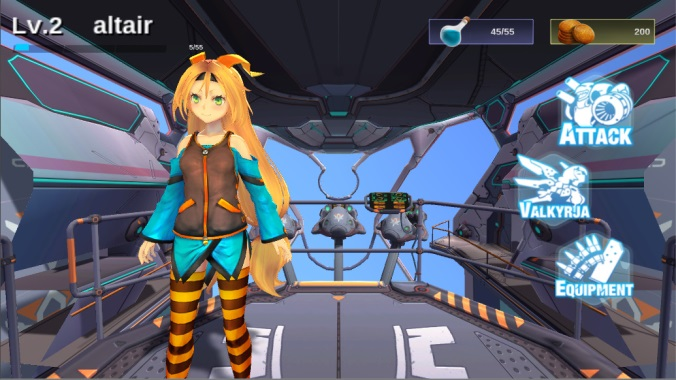 Lv.2 altair
5/55
45/55
200
ATTACK
VALKYRJA
EQUIPMENT